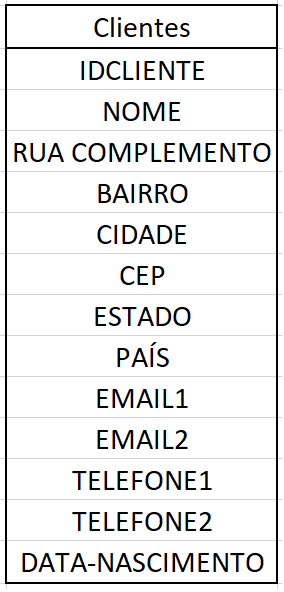 Clientes
IDCLIENTE
NOME
RUA COMPLEMENTO
BAIRRO
CIDADE
CEP
ESTADO
PAÍS
EMAIL1
EMAIL2
TELEFONE1
TELEFONE2
DATA-NASCIMENTO